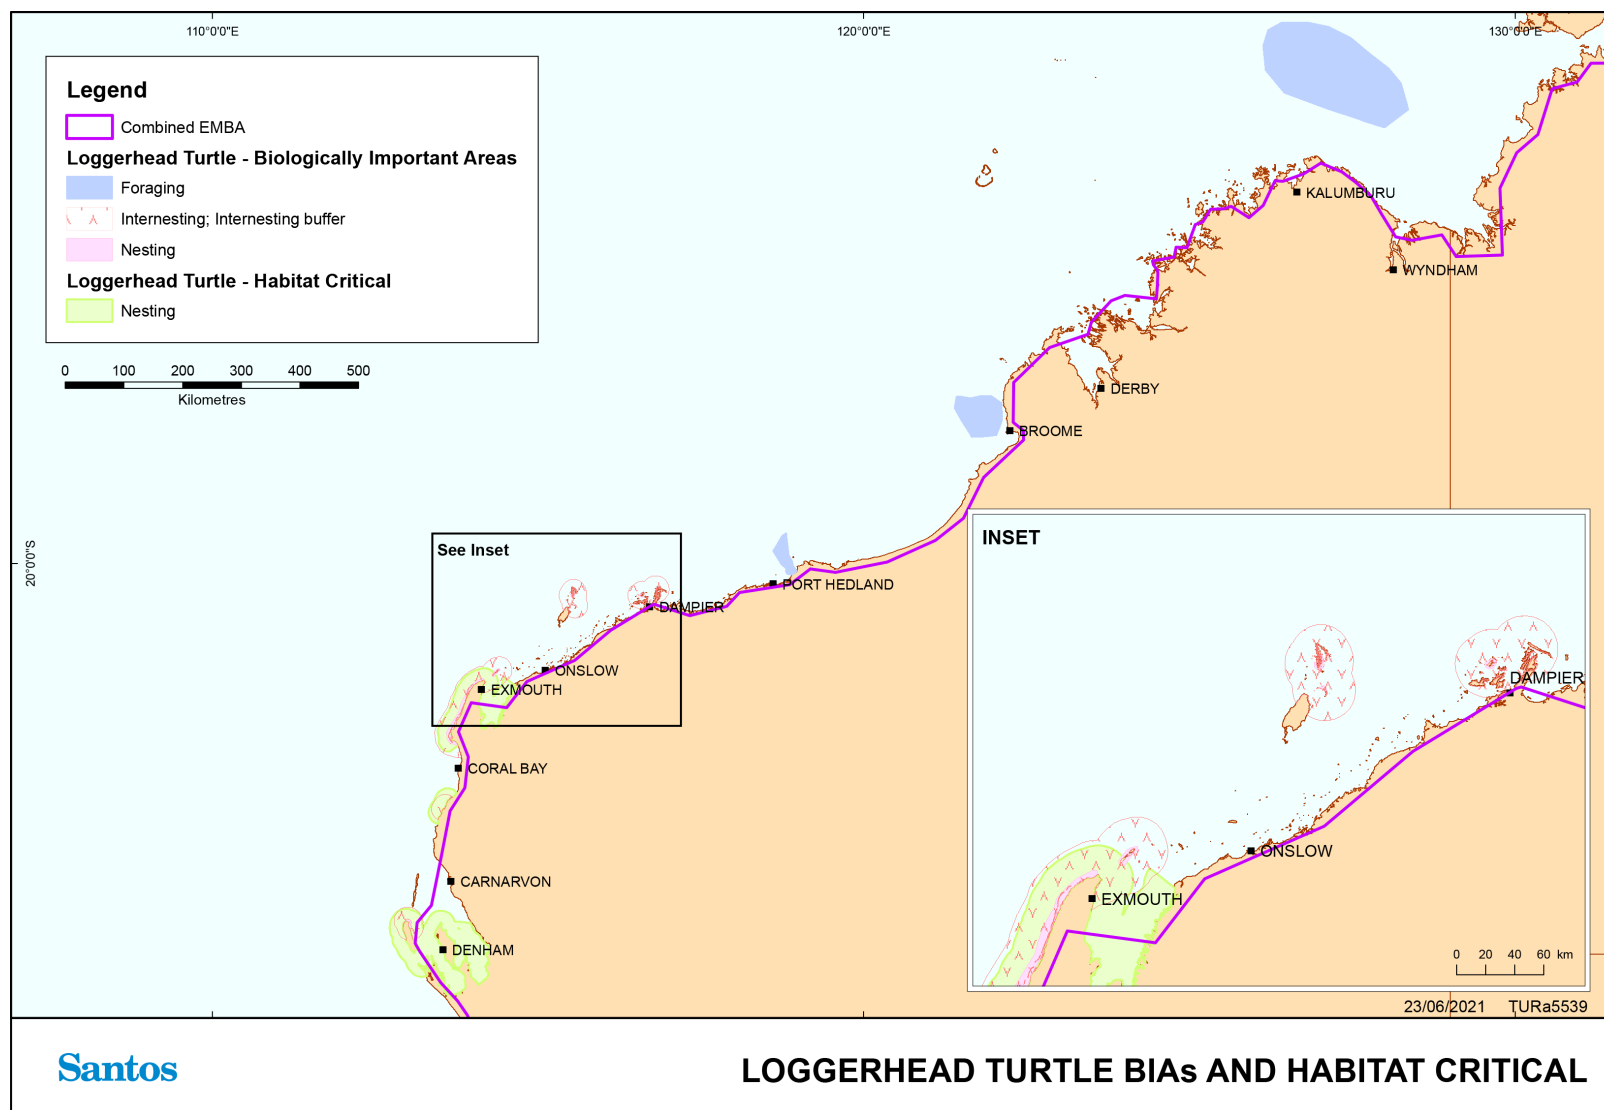 110°0'0"E
120°0'0"E
130°0'0"E
Legend
Combined EMBA
Loggerhead Turtle - Biologically Important Areas
Foraging
Internesting; Internesting buffer
Nesting
Loggerhead Turtle - Habitat Critical
Nesting
0 100 200 300 400 500
Kilometres
KALUMBURU
WYNDHAM
DERBY
BROOME
20°0'0"S
See Inset
PORT HEDLAND
DAMPIER
ONSLOW
EXMOUTH
CORAL BAY
CARNARVON
DENHAM
INSET
DAMPIER
ONSLOW
EXMOUTH
0 20 40 60 km
23/06/2021 TURa5539
Santos
LOGGERHEAD TURTLE BIAs AND HABITAT CRITICAL